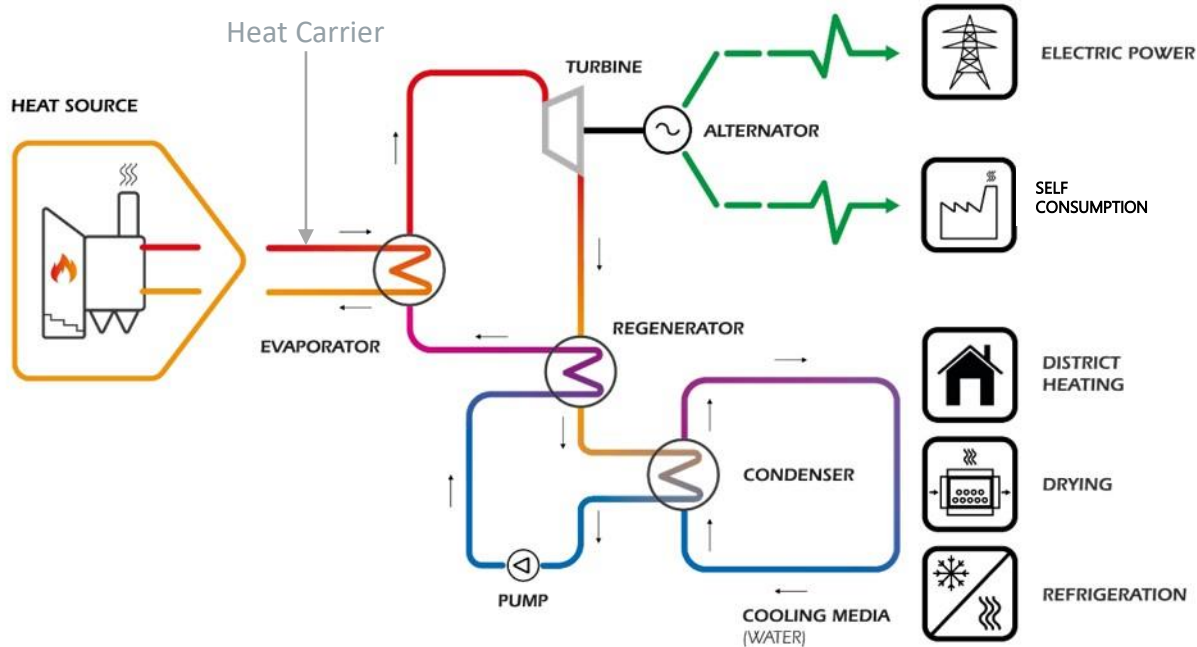 Heat Carrier
HEAT SOURCE
TURBINE
ALTERNATOR
ELECTRIC POWER
SELF
CONSUMPTION
EVAPORATOR
REGENERATOR
DISTRICT
HEATING
CONDENSER
DRYING
PUMP
COOLING MEDIA
(WATER)
REFRIGERATION